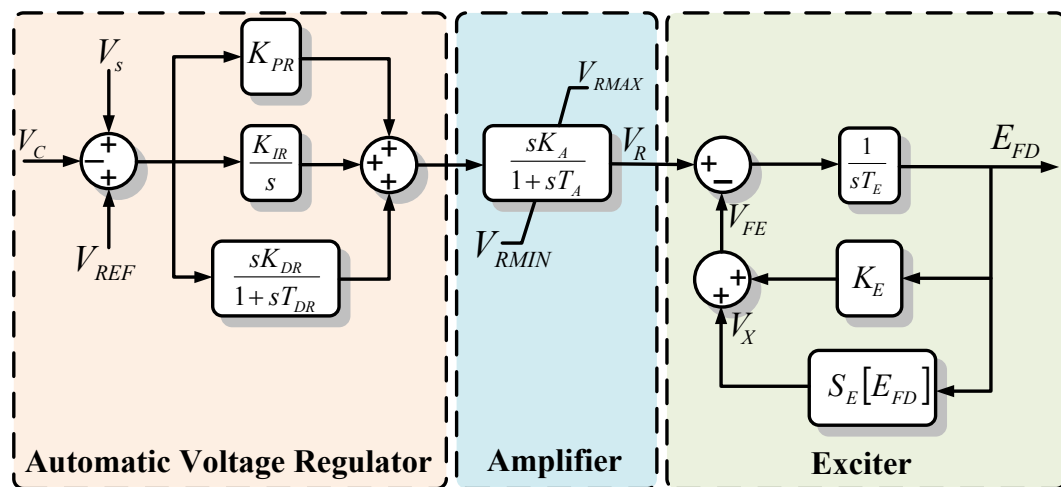 V_s
V_C
V_REF
K_PR
K_IR
s
sK_DR
1 + sT_DR
Automatic Voltage Regulator
V_RMAX
sK_A
1 + sT_A
V_RMIN
V_R
Amplifier
1
sT_E
E_FD
V_FE
K_E
V_X
S_E[E_FD]
Exciter